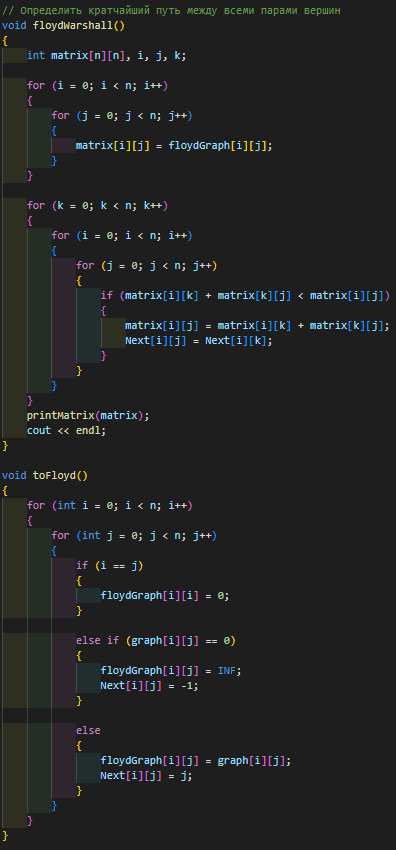 // Определить кратчайший путь между всеми парами вершин
void floydWarshall()
{
    int matrix[n][n], i, j, k;

    for (i = 0; i < n; i++)
    {
        for (j = 0; j < n; j++)
        {
            matrix[i][j] = floydGraph[i][j];
        }
    }

    for (k = 0; k < n; k++)
    {
        for (i = 0; i < n; i++)
        {
            for (j = 0; j < n; j++)
            {
                if (matrix[i][k] + matrix[k][j] < matrix[i][j])
                {
                    matrix[i][j] = matrix[i][k] + matrix[k][j];
                    Next[i][j] = Next[i][k];
                }
            }
        }
    }
    printMatrix(matrix);
    cout << endl;
}

void toFloyd()
{
    for (int i = 0; i < n; i++)
    {
        for (int j = 0; j < n; j++)
        {
            if (i == j)
            {
                floydGraph[i][i] = 0;
            }

            else if (graph[i][j] == 0)
            {
                floydGraph[i][j] = INF;
                Next[i][j] = -1;
            }

            else
            {
                floydGraph[i][j] = graph[i][j];
                Next[i][j] = j;
            }
        }
    }
}